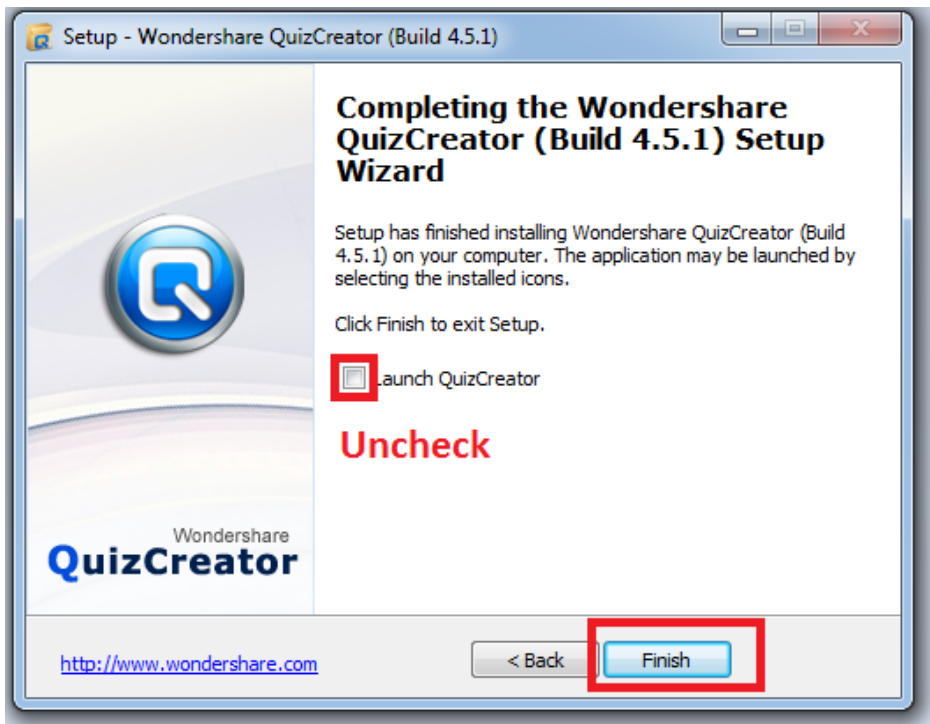 Setup - Wondershare QuizCreator (Build 4.5.1)
Completing the Wondershare
QuizCreator (Build 4.5.1) Setup
Wizard
Setup has finished installing Wondershare QuizCreator (Build
4.5.1) on your computer. The application may be launched by
selecting the installed icons.
Click Finish to exit Setup.
Launch QuizCreator
Uncheck
Wondershare
QuizCreator
http://www.wondershare.com
< Back
Finish